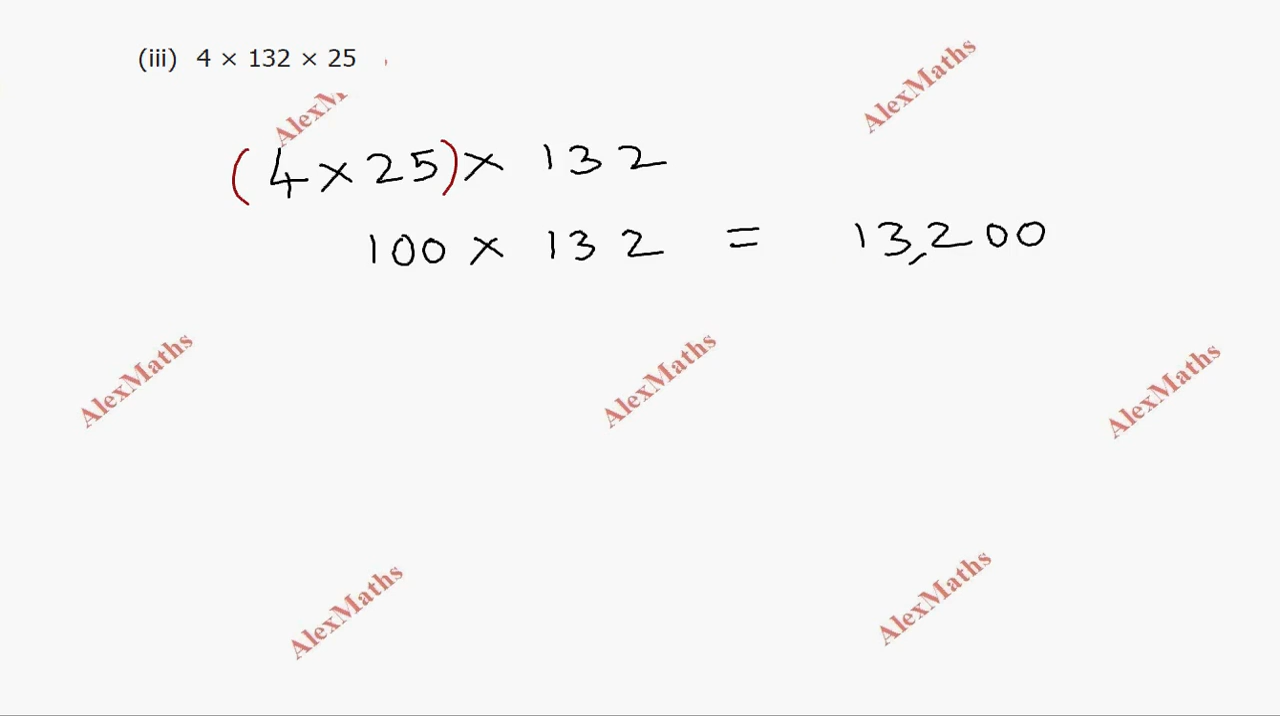 (iii) 4 × 132 × 25
AlexMaths
AlexMaths
(4 × 25) × 132
100 × 132 = 13,200
AlexMaths
AlexMaths
AlexMaths
AlexMaths
AlexMaths